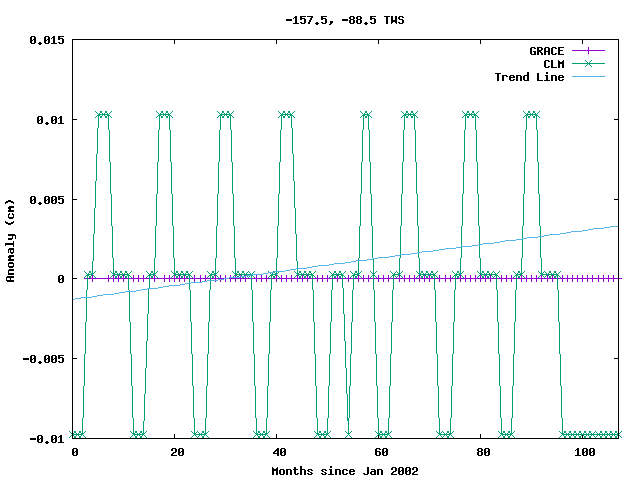 -157.5, -88.5 TWS
0.015
0.01
0.005
0
-0.005
-0.01
Anomaly (cm)
GRACE
CLM
Trend Line
0 20 40 60 80 100
Months since Jan 2002